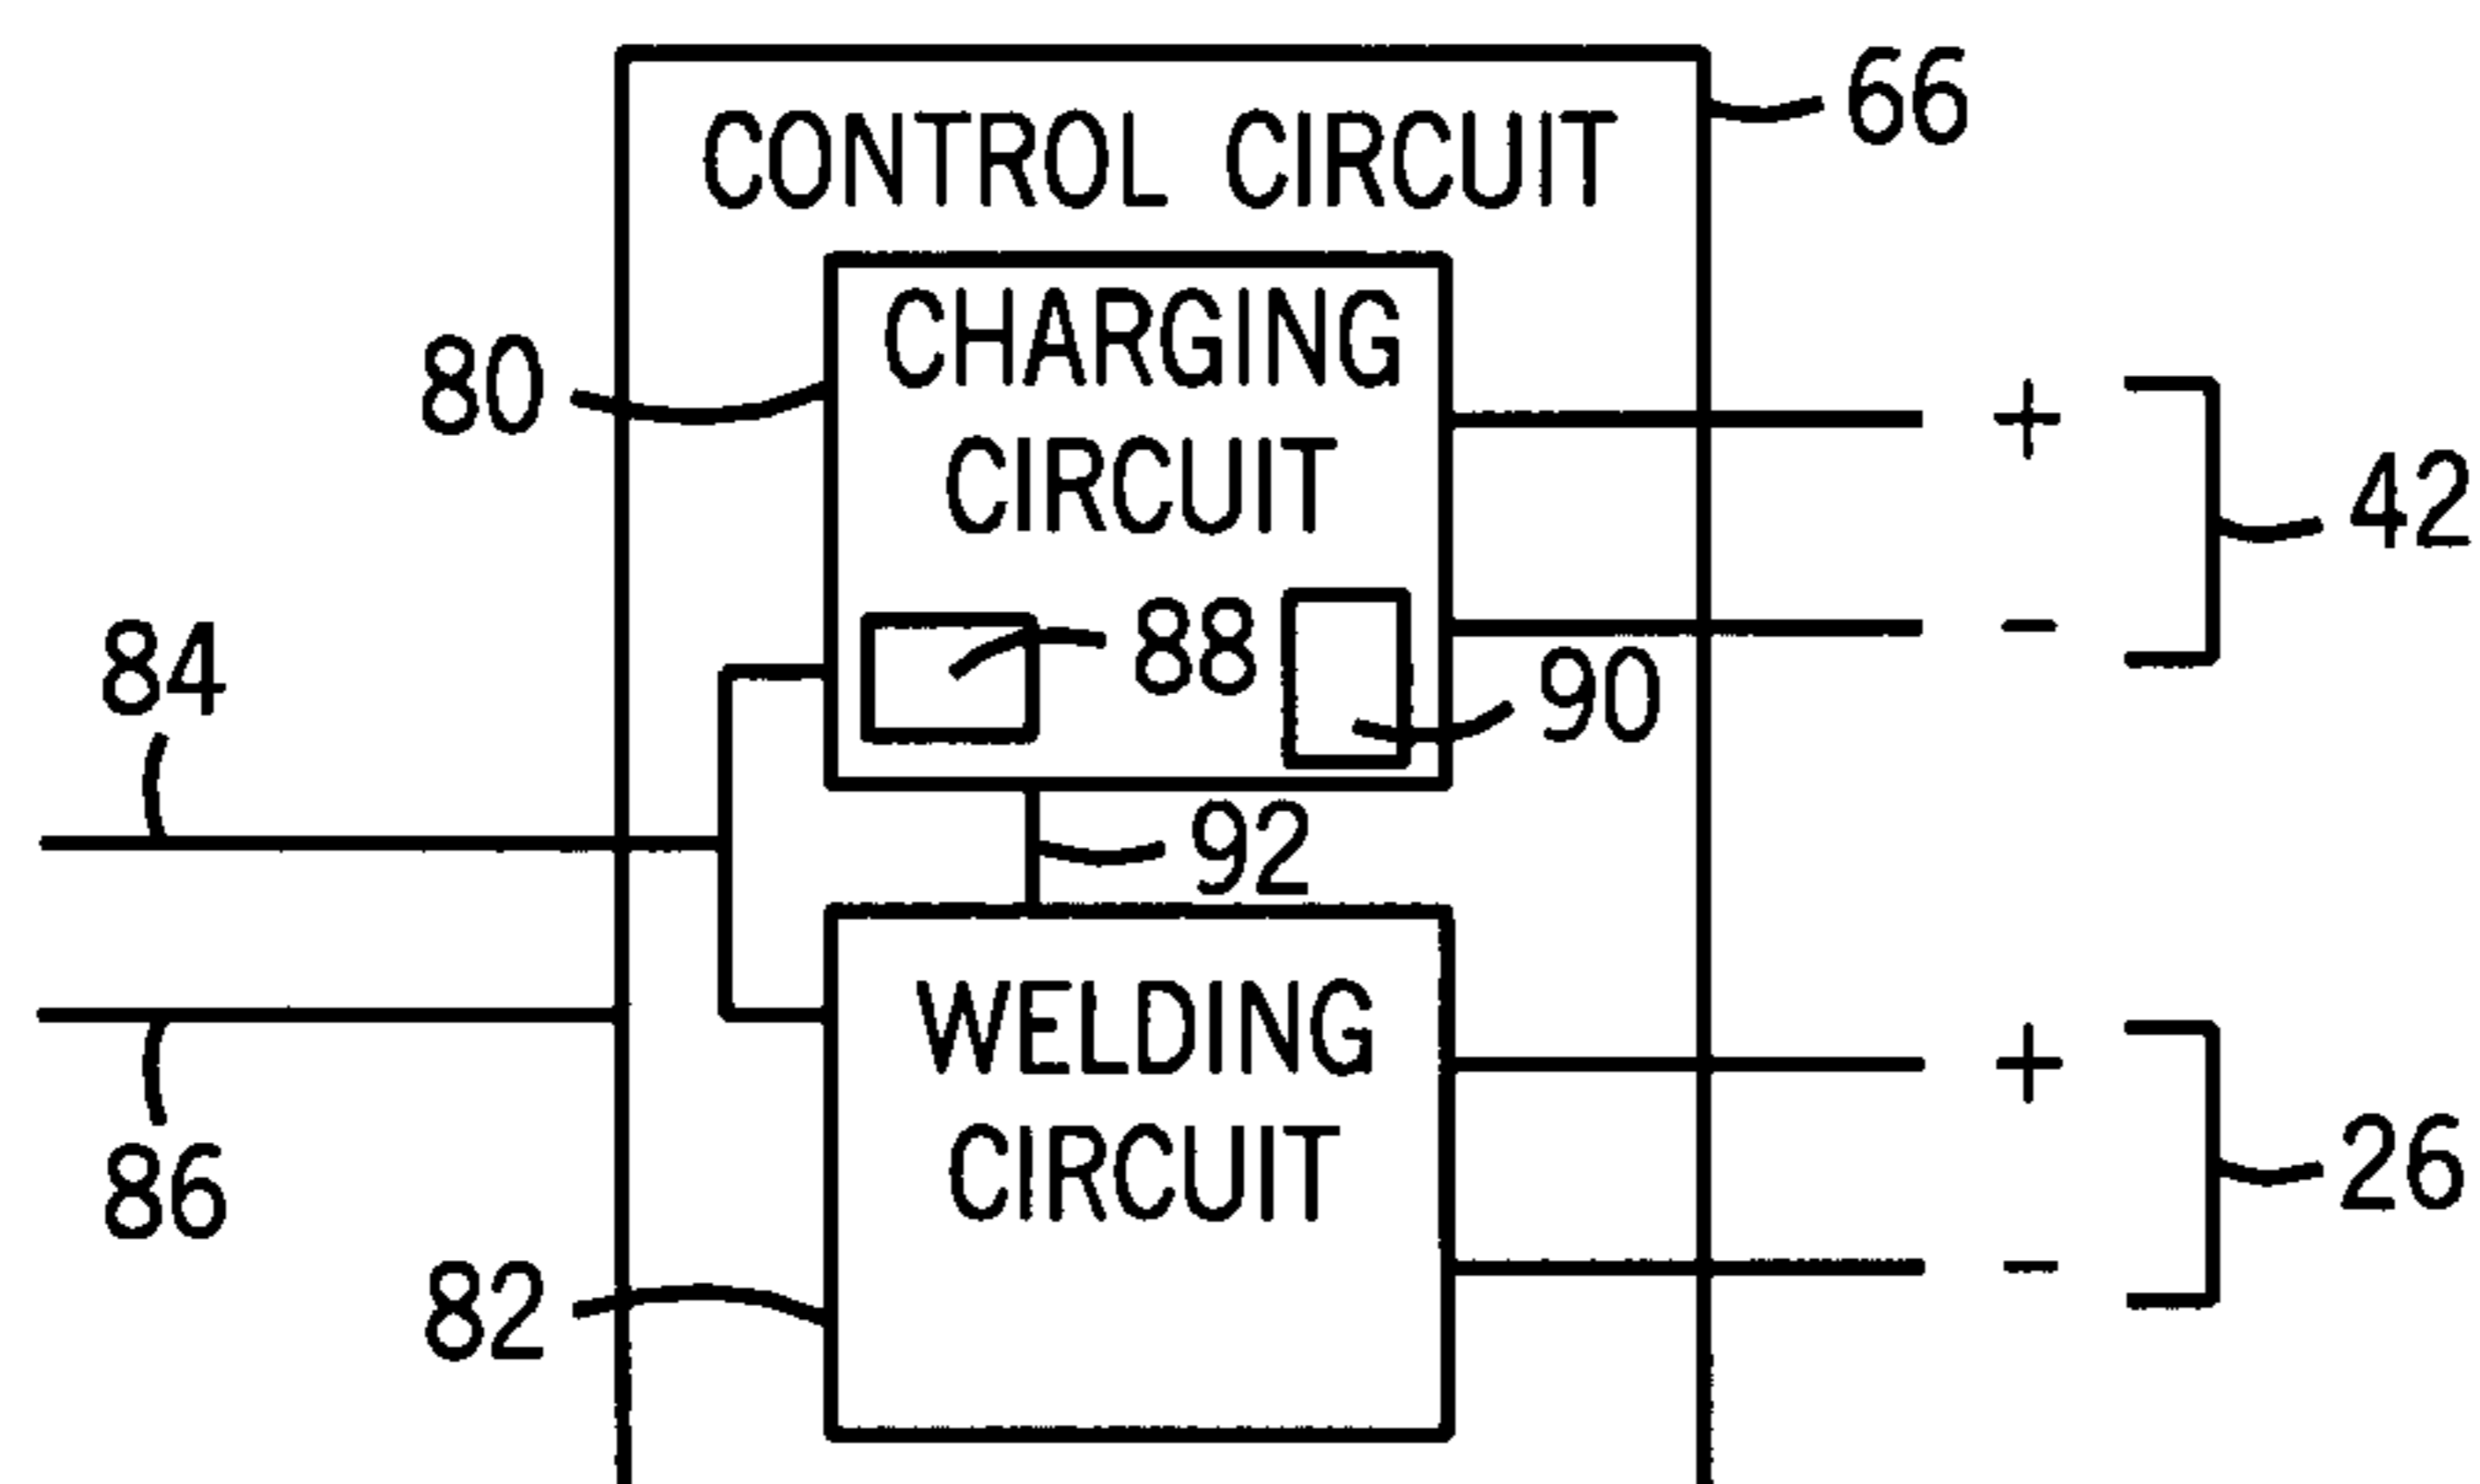 66
CONTROL CIRCUIT
CHARGING
CIRCUIT
80
+
42
88
-
84
90
92
WELDING
CIRCUIT
+
26
86
82
-